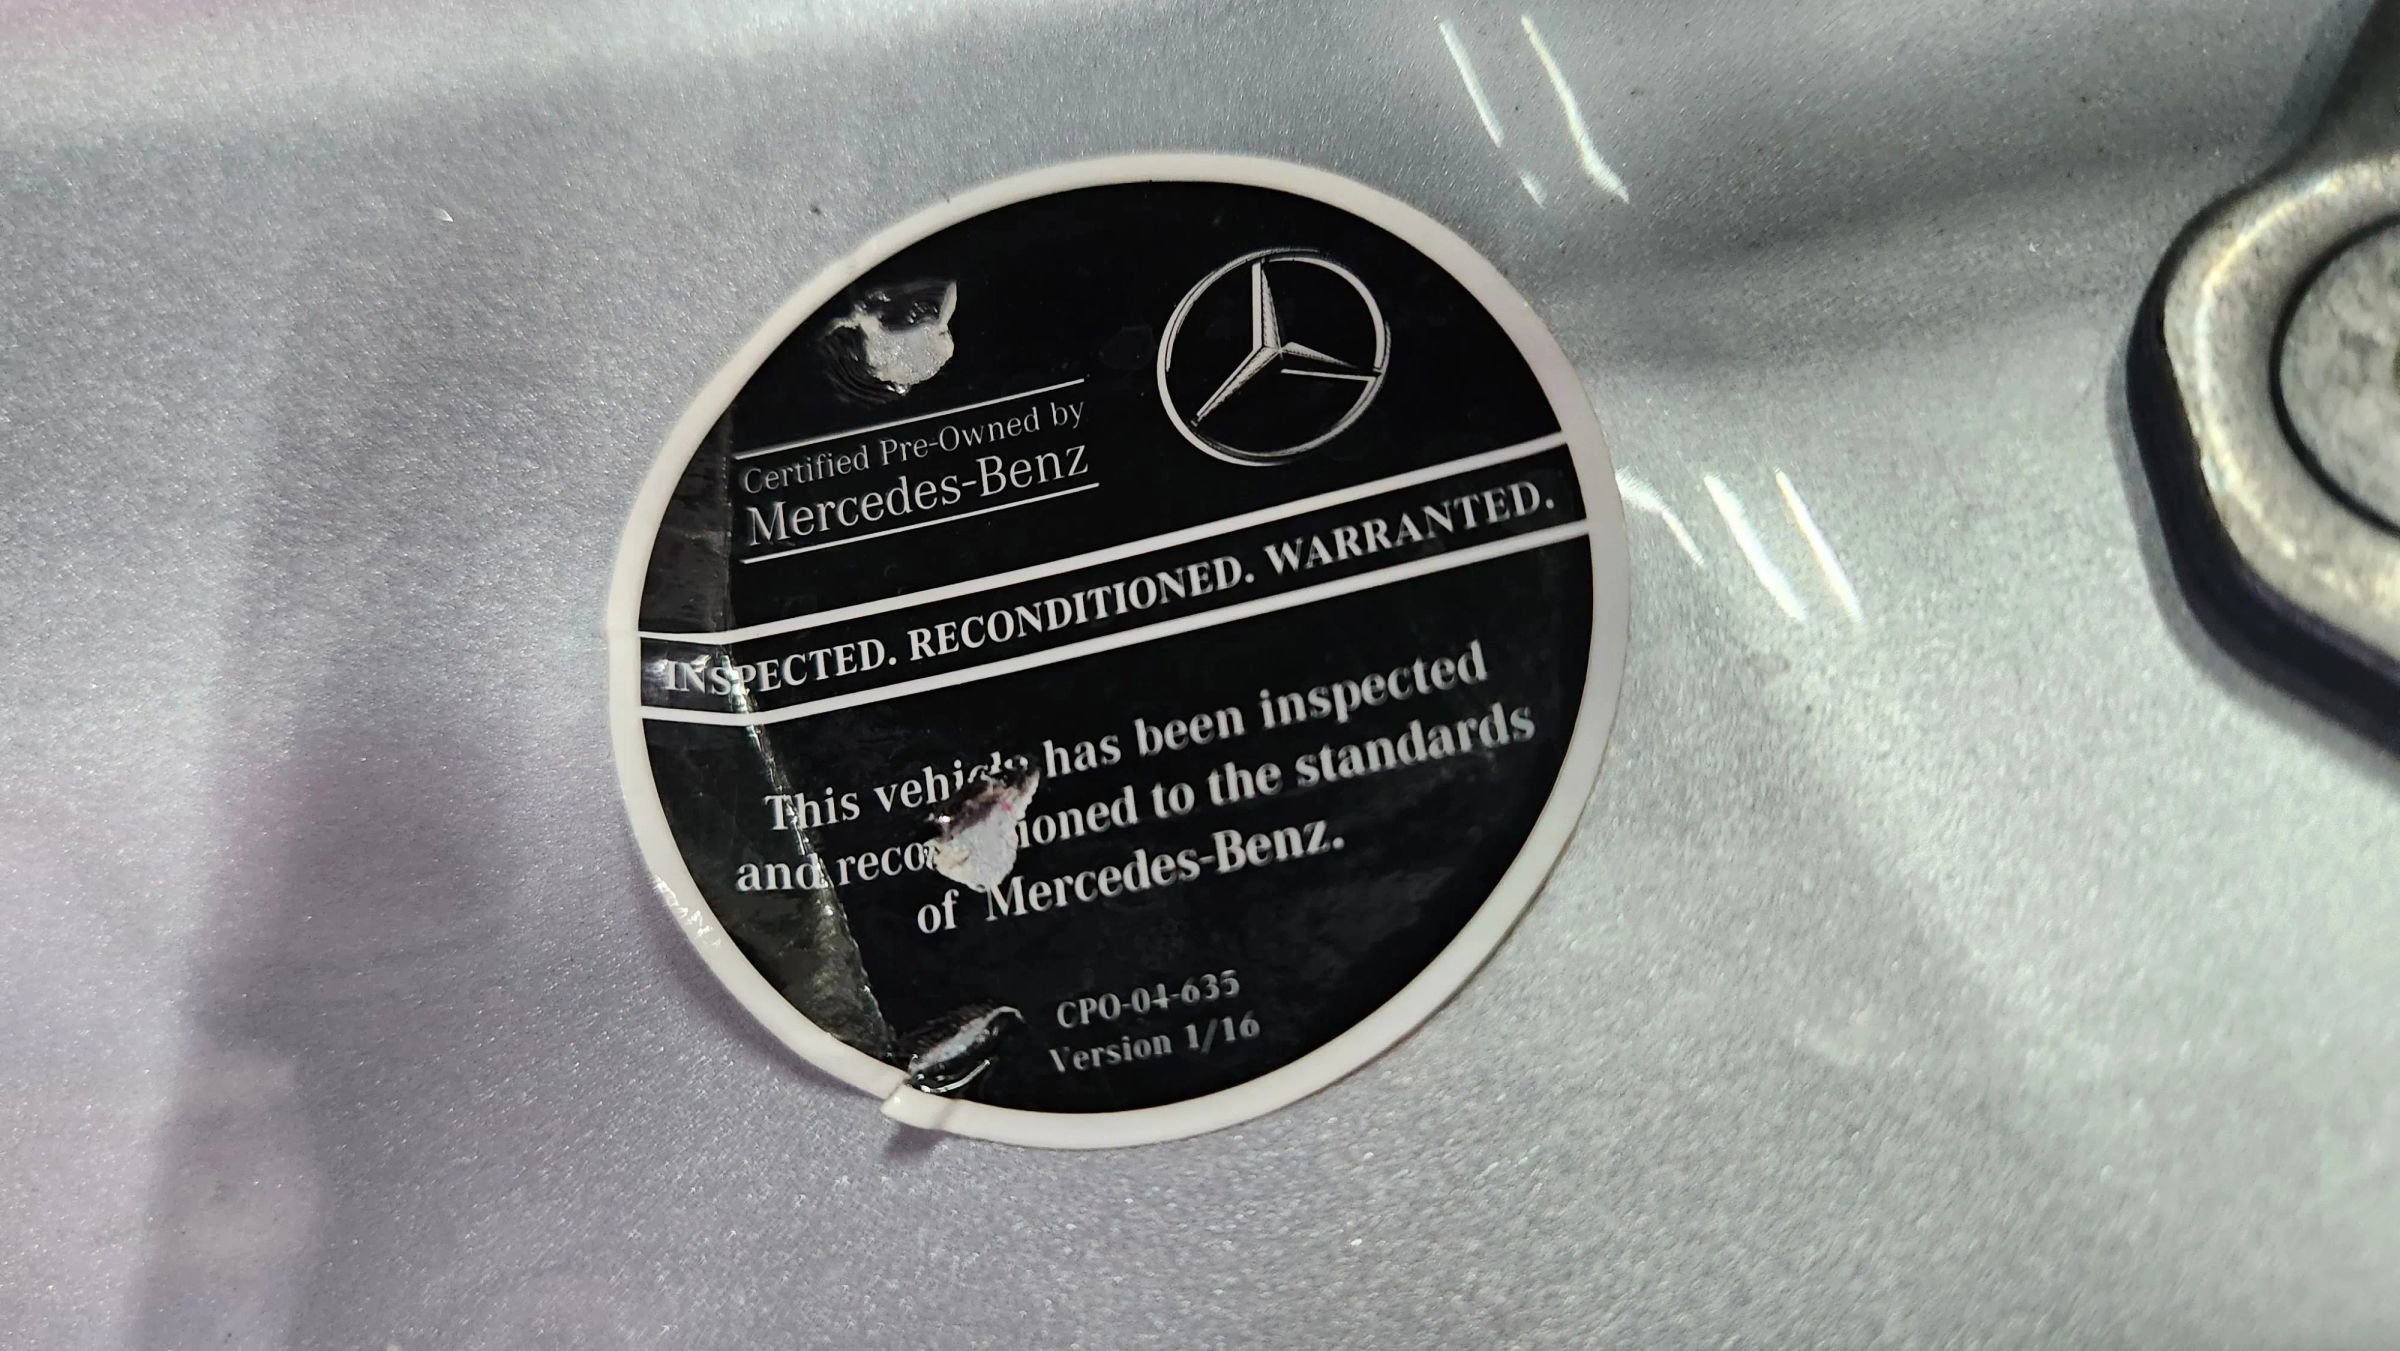 Certified Pre-Owned by
Mercedes-Benz
INSPECTED. RECONDITIONED. WARRANTED.
This vehicle has been inspected
and reconditioned to the standards
of Mercedes-Benz.
CPO-04-635
Version 1/16